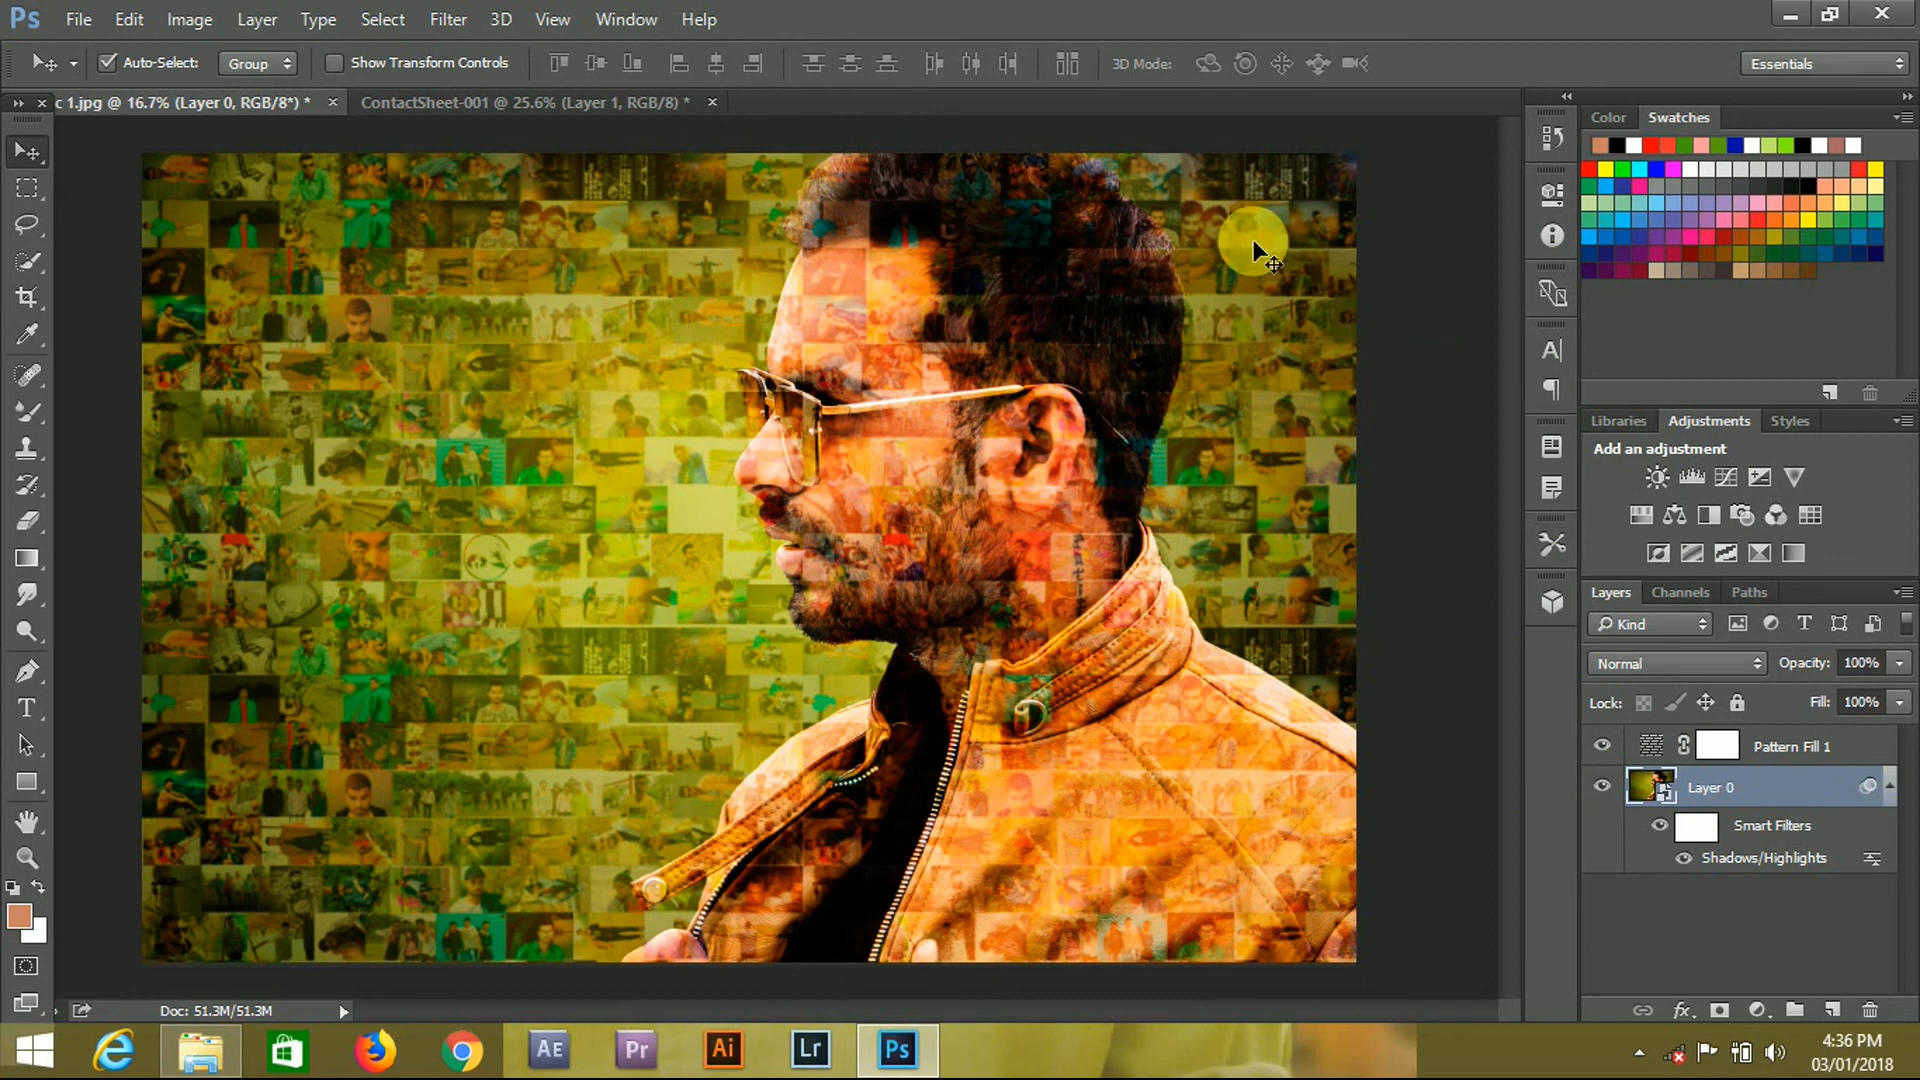 Ps File Edit Image Layer Type Select Filter 3D View Window Help
Auto-Select: Group Show Transform Controls 3D Mode: Essentials
c 1.jpg @ 16.7% (Layer 0, RGB/8*) * ContactSheet-001 @ 25.6% (Layer 1, RGB/8) *
Color Swatches
Libraries Adjustments Styles
Add an adjustment
Layers Channels Paths
Kind
Normal Opacity: 100%
Lock: Fill: 100%
Pattern Fill 1
Layer 0
Smart Filters
Shadows/Highlights
Doc: 51.3M/51.3M
AE Pr Ai Lr Ps
4:36 PM
03/01/2018